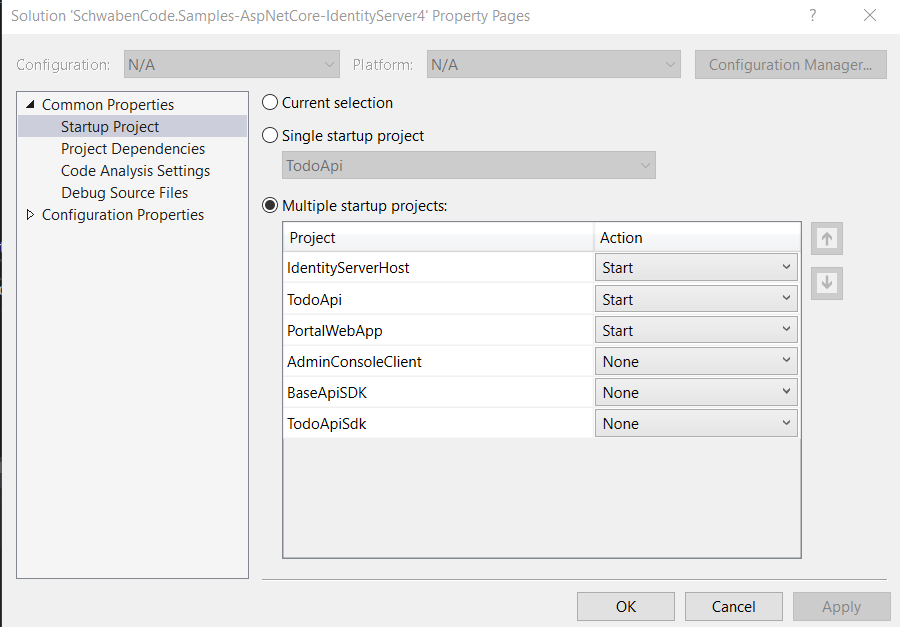 Solution 'SchwabenCode.Samples-AspNetCore-IdentityServer4' Property Pages ?
Configuration: N/A Platform: N/A Configuration Manager...
Common Properties
Startup Project
Project Dependencies
Code Analysis Settings
Debug Source Files
Configuration Properties
Current selection
Single startup project
TodoApi
Multiple startup projects:
Project Action
IdentityServerHost Start
TodoApi Start
PortalWebApp Start
AdminConsoleClient None
BaseApiSDK None
TodoApiSdk None
OK Cancel Apply